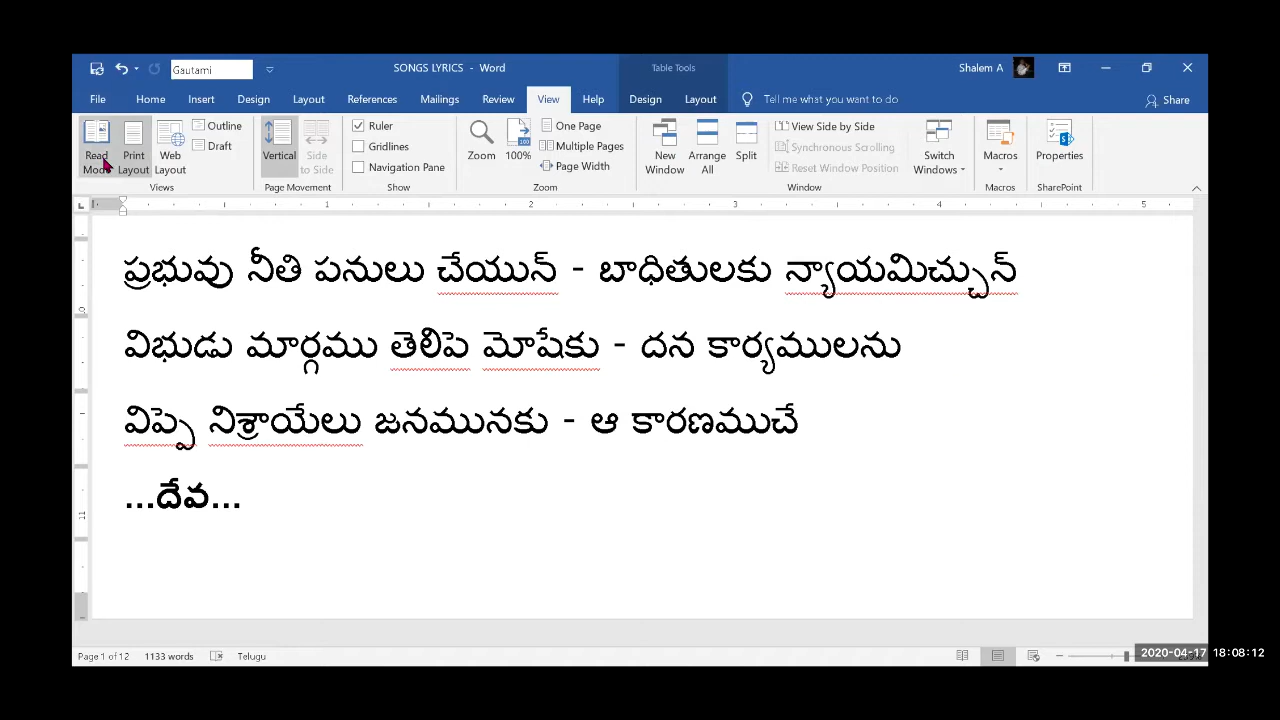 Gautami
SONGS LYRICS - Word
Table Tools
Shalem A
File Home Insert Design Layout References Mailings Review View Help Design Layout Tell me what you want to do Share
Read Mode
Print Layout
Web Layout
Outline
Draft
Views
Vertical
Side to Side
Page Movement
Ruler
Gridlines
Navigation Pane
Show
Zoom
100%
One Page
Multiple Pages
Page Width
Zoom
New Window
Arrange All
Split
View Side by Side
Synchronous Scrolling
Reset Window Position
Window
Switch Windows
Macros
Macros
Properties
SharePoint
1 2 3 4 5
ప్రభువు నీతి పనులు చేయున్ - బాధితులకు న్యాయమిచ్చున్
విభుడు మార్గము తెలిపె మోషేకు - దన కార్యములను
విప్పె నిశ్రాయేలు జనమునకు - ఆ కారణముచే
...దేవ...
Page 1 of 12 1133 words Telugu
2020-04-17 18:08:12